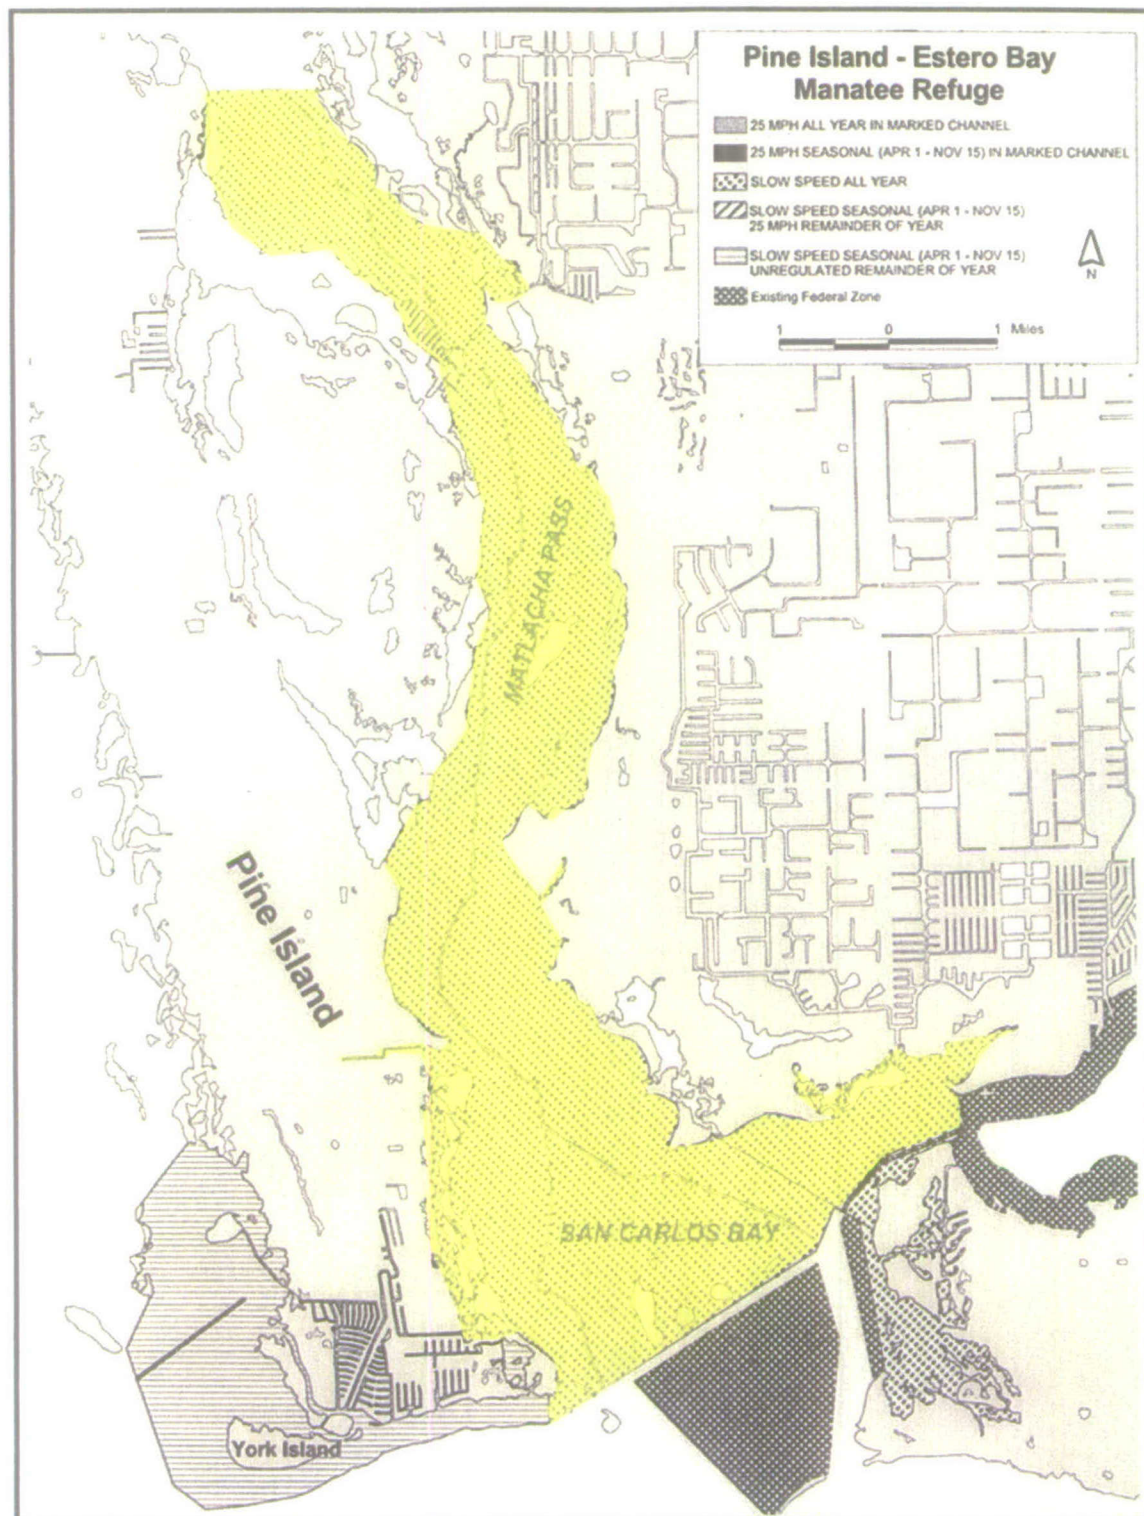 Pine Island - Estero Bay
Manatee Refuge
25 MPH ALL YEAR IN MARKED CHANNEL
25 MPH SEASONAL (APR 1 - NOV 15) IN MARKED CHANNEL
SLOW SPEED ALL YEAR
SLOW SPEED SEASONAL (APR 1 - NOV 15)
25 MPH REMAINDER OF YEAR
SLOW SPEED SEASONAL (APR 1 - NOV 15)
UNREGULATED REMAINDER OF YEAR
N
Existing Federal Zone
1 0 1 Miles
MATLACHA PASS
Pine Island
SAN CARLOS BAY
York Island